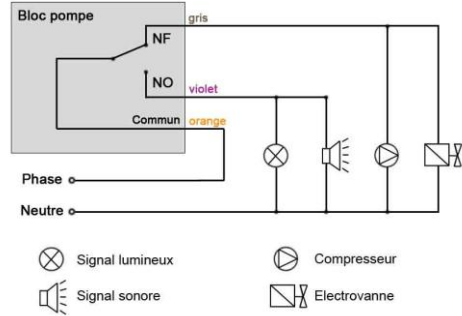 Bloc pompe
gris
NF
NO
violet
Commun orange
Phase
Neutre
Signal lumineux
Compresseur
Signal sonore
Electrovanne